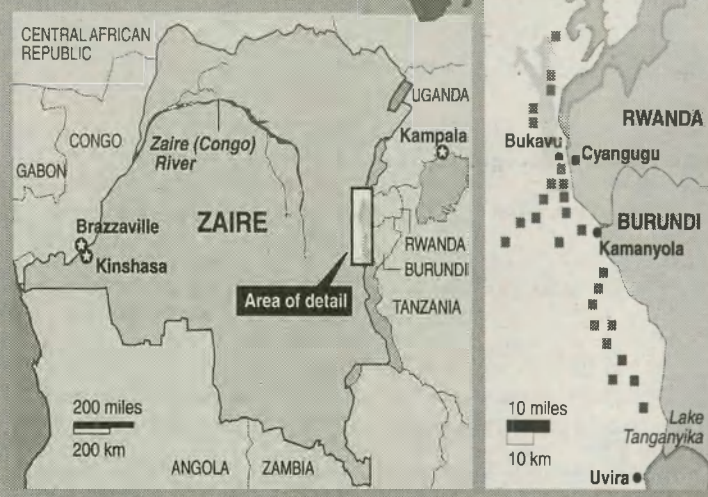 CENTRAL AFRICAN
REPUBLIC
UGANDA
CONGO
Zaire (Congo)
River
Kampala
GABON
Brazzaville
ZAIRE
Kinshasa
RWANDA
BURUNDI
Area of detail
TANZANIA
200 miles
200 km
ANGOLA
ZAMBIA
RWANDA
Bukavu
Cyangugu
BURUNDI
Kamanyola
10 miles
10 km
Lake
Tanganyika
Uvira